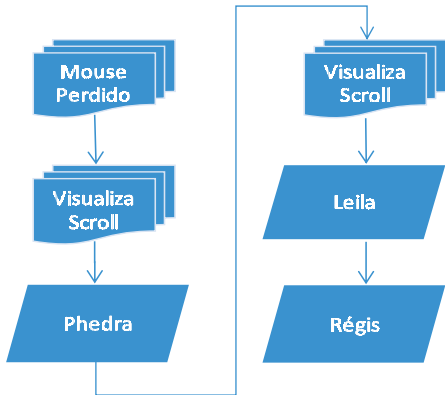 Mouse
Perdido
Visualiza
Scroll
Phedra
Visualiza
Scroll
Leila
Régis